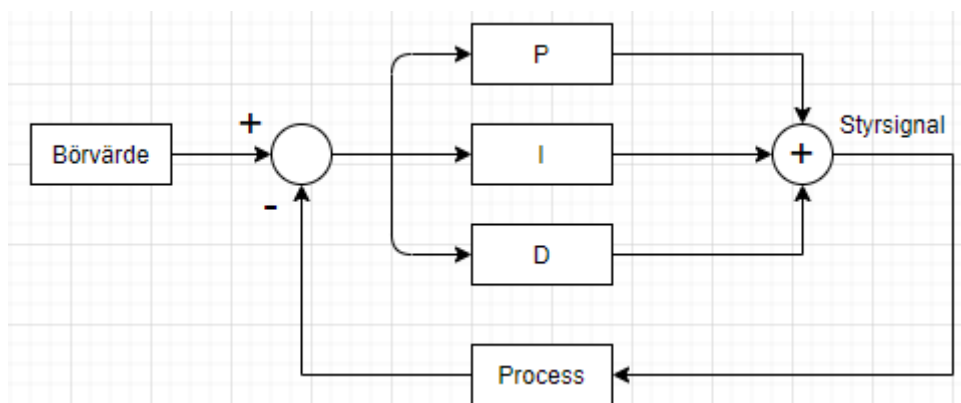 P
+
Styrsignal
Börvärde
I
+
-
D
Process